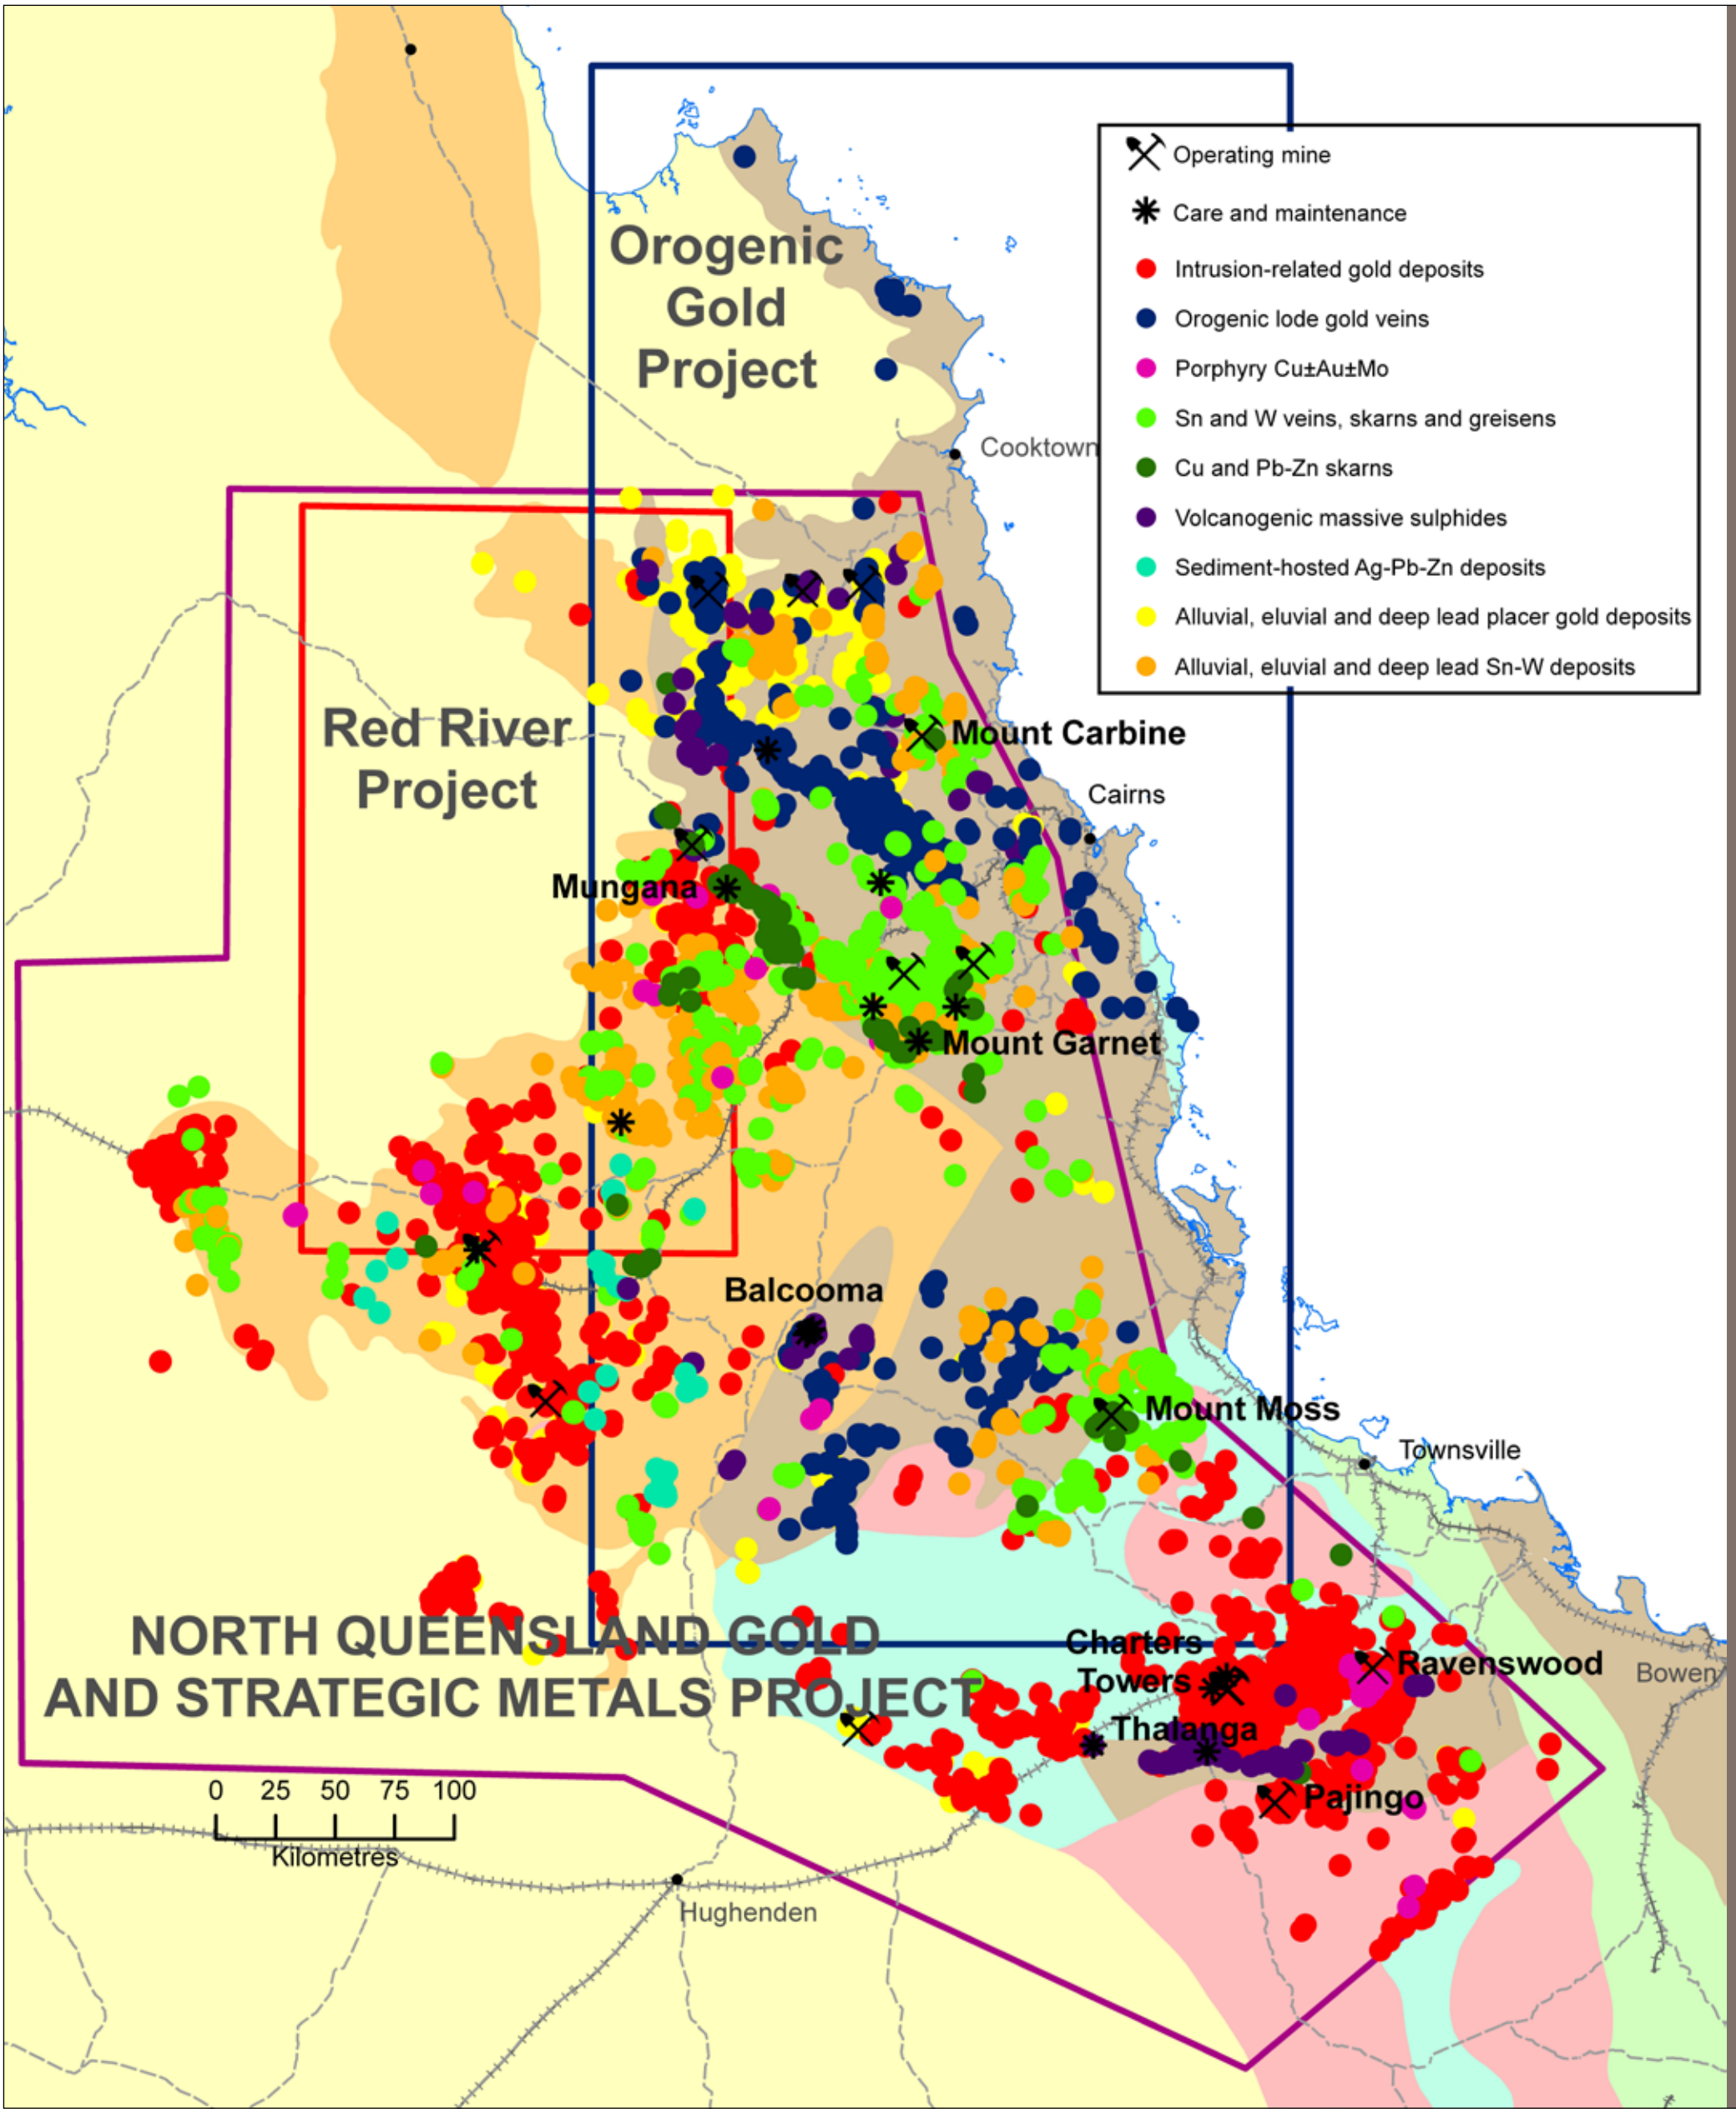 Orogenic
Gold
Project
Operating mine
Care and maintenance
Intrusion-related gold deposits
Orogenic lode gold veins
Porphyry Cu±Au±Mo
Sn and W veins, skarns and greisens
Cu and Pb-Zn skarns
Volcanogenic massive sulphides
Sediment-hosted Ag-Pb-Zn deposits
Alluvial, eluvial and deep lead placer gold deposits
Alluvial, eluvial and deep lead Sn-W deposits
Cooktown
Red River
Project
Mount Carbine
Cairns
Mungana
Mount Garnet
Balcooma
Mount Moss
Townsville
NORTH QUEENSLAND GOLD
AND STRATEGIC METALS PROJECT
Charters
Towers
Ravenswood
Bowen
Thalanga
Pajingo
0 25 50 75 100
Kilometres
Hughenden